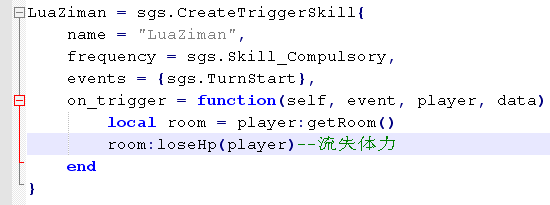 LuaZiman = sgs.CreateTriggerSkill{
name = "LuaZiman",
frequency = sgs.Skill_Compulsory,
events = {sgs.TurnStart},
on_trigger = function(self, event, player, data)
local room = player:getRoom()
room:loseHp(player)--流失体力
end
}